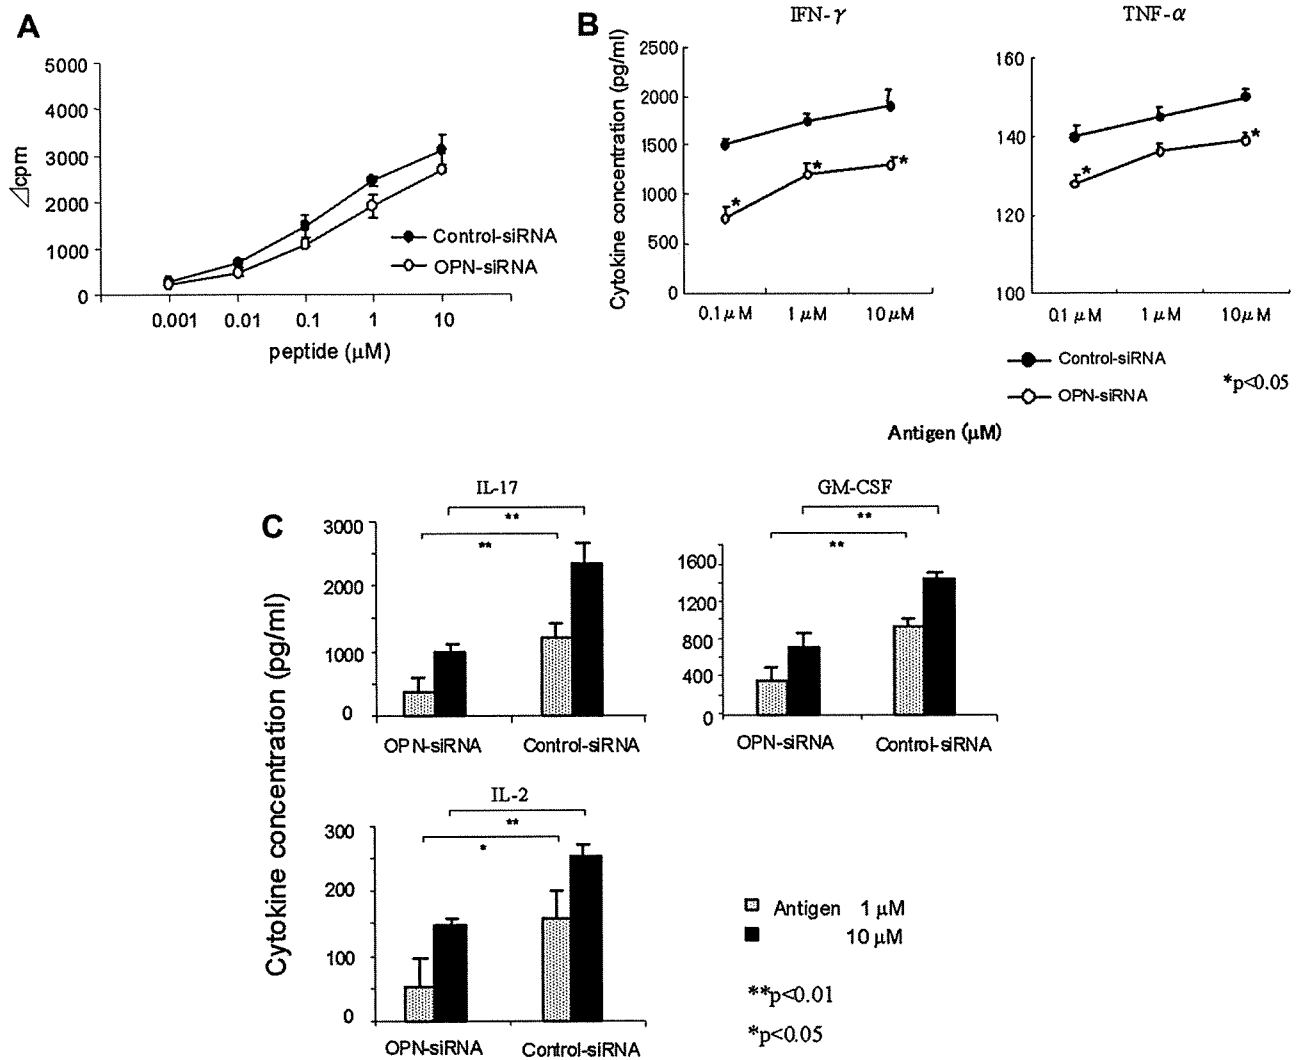 A
5000
4000
3000
2000
1000
0
⊿cpm
0.001 0.01 0.1 1 10
peptide (μM)
Control-siRNA
OPN-siRNA
B
IFN-γ
Cytokine concentration (pg/ml)
2500
2000
1500
1000
500
0
* * *
0.1 μM 1 μM 10 μM
TNF-α
160
140
120
100
* *
0.1 μM 1 μM 10 μM
Control-siRNA
OPN-siRNA
*p<0.05
Antigen (μM)
C
Cytokine concentration (pg/ml)
IL-17
**
**
3000
2000
1000
0
OPN-siRNA Control-siRNA
GM-CSF
**
**
1600
1200
800
400
0
OPN-siRNA Control-siRNA
IL-2
**
*
300
200
100
0
OPN-siRNA Control-siRNA
Antigen 1 μM
10 μM
**p<0.01
*p<0.05